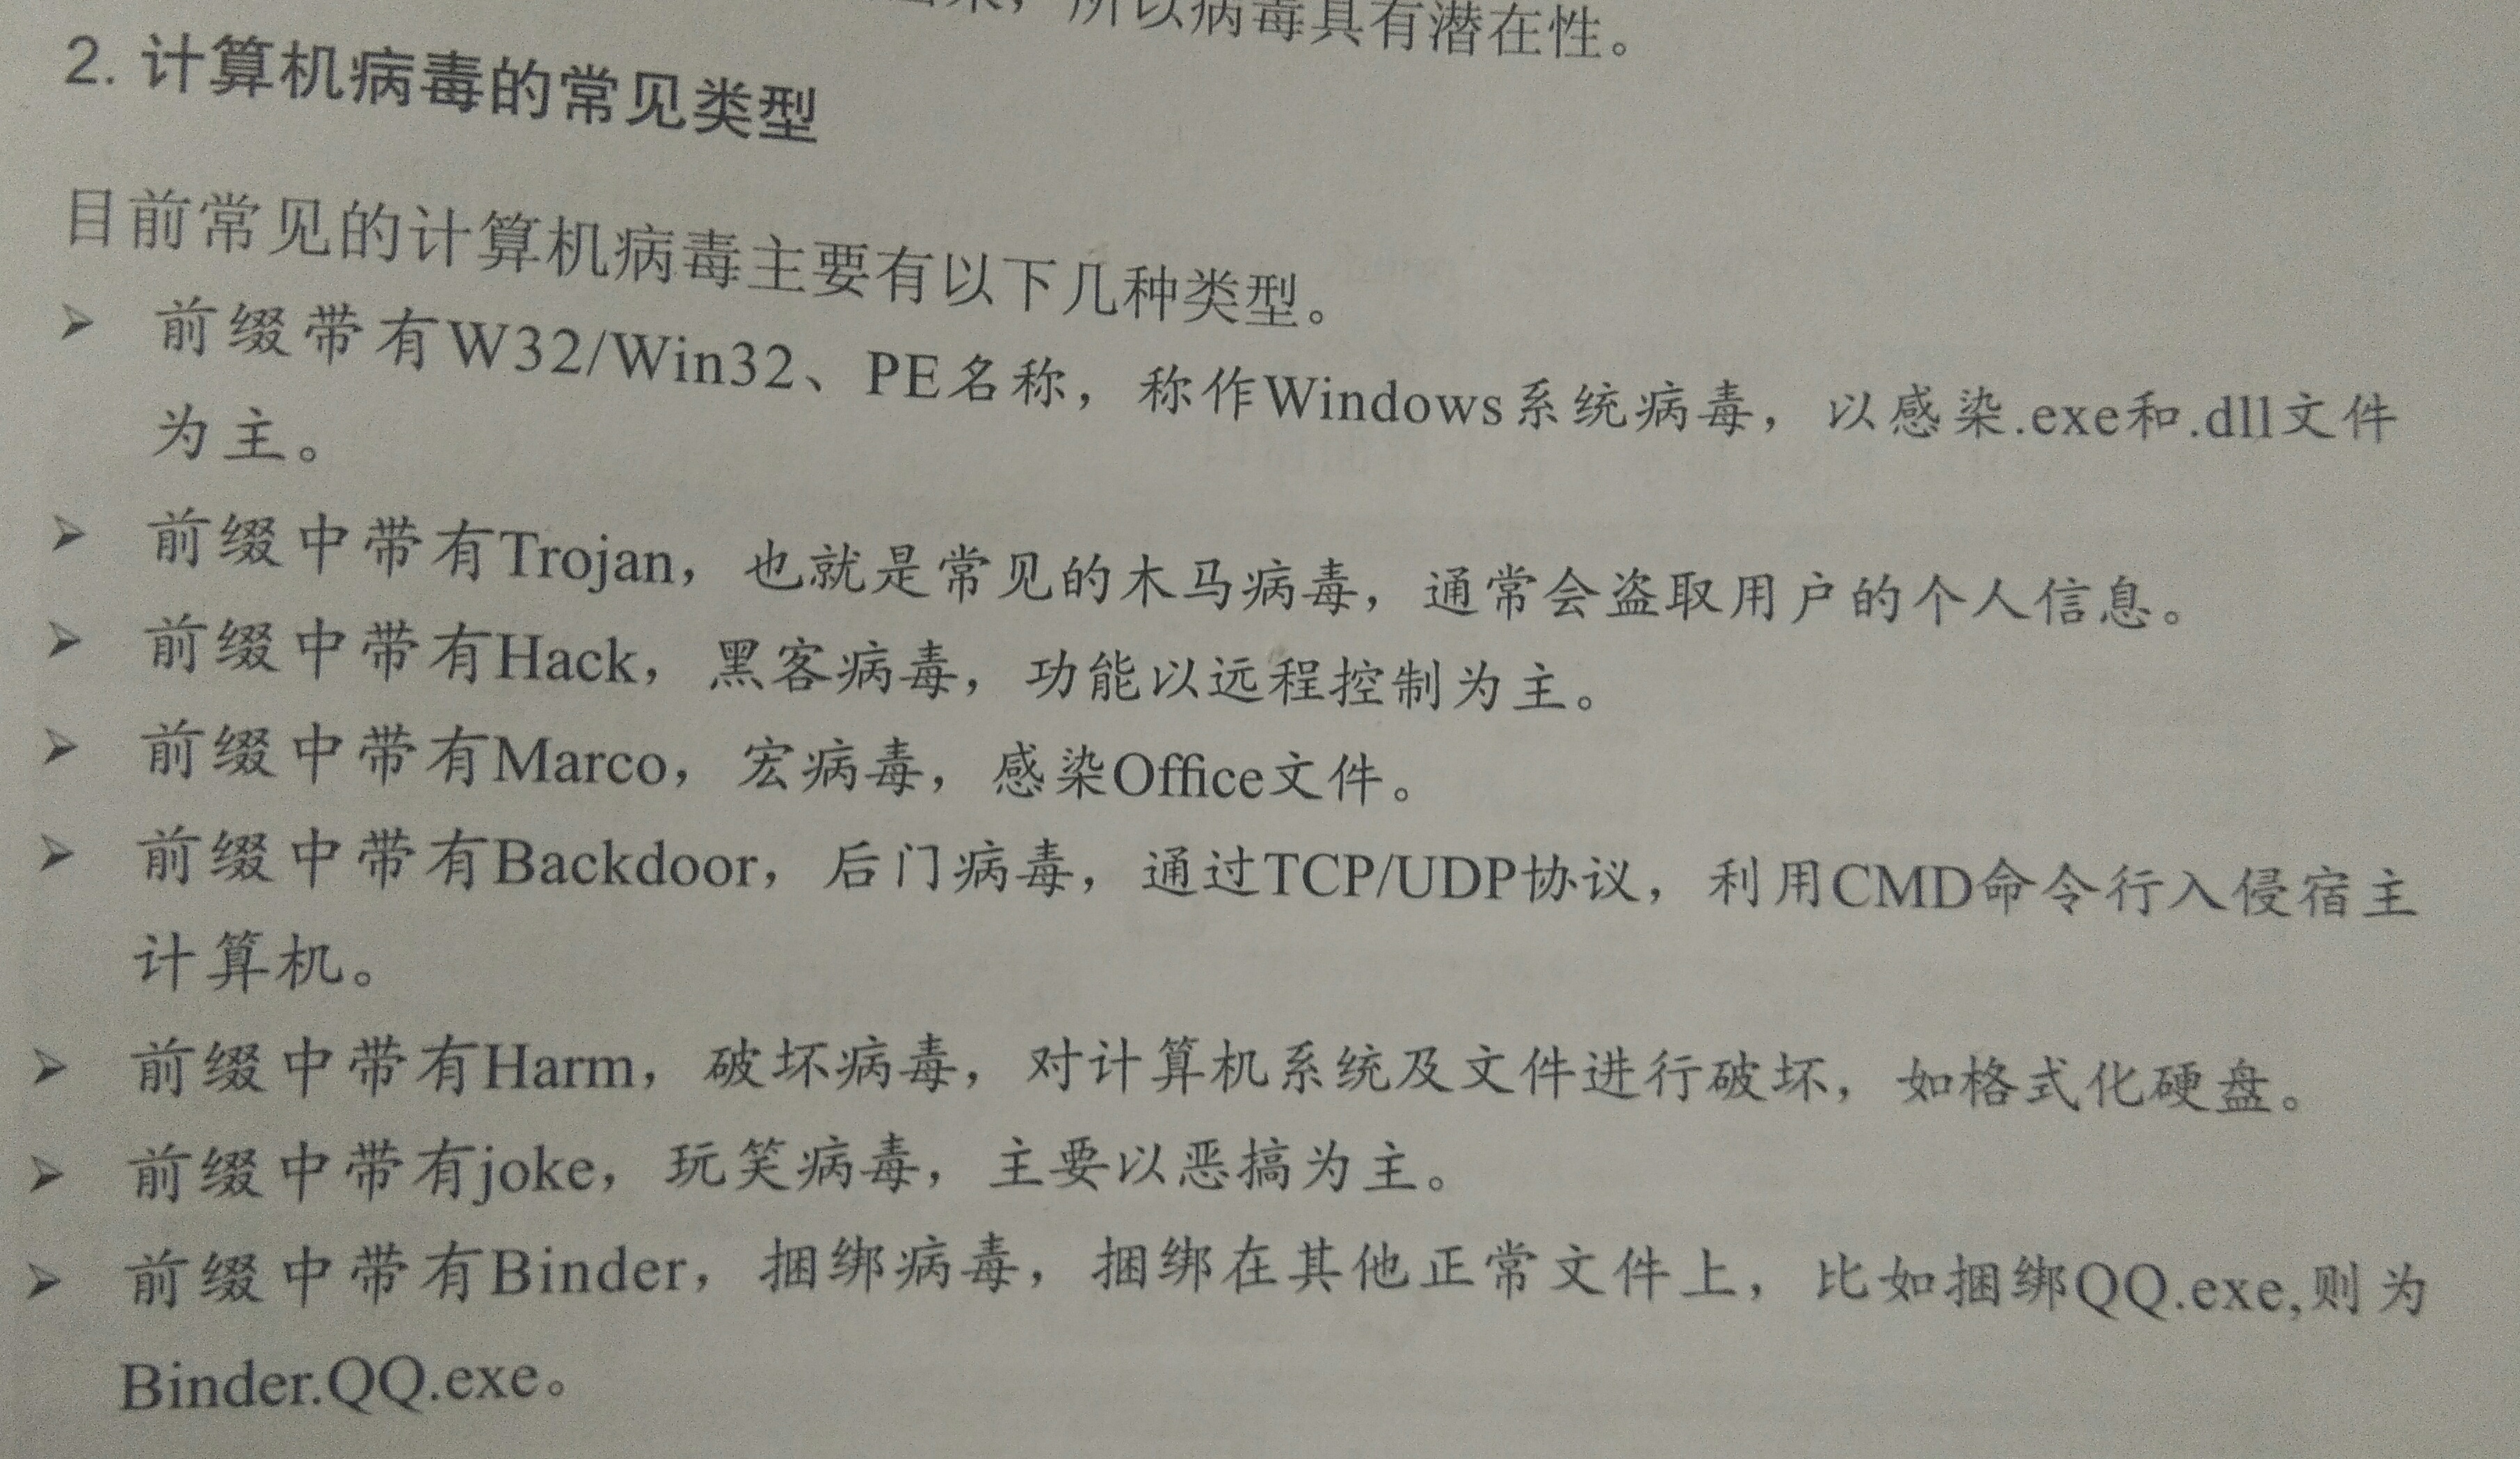 所以病毒具有潜在性。
2. 计算机病毒的常见类型
目前常见的计算机病毒主要有以下几种类型。
➢ 前缀带有W32/Win32、PE名称，称作Windows系统病毒，以感染.exe和.dll文件
为主。
➢ 前缀中带有Trojan，也就是常见的木马病毒，通常会盗取用户的个人信息。
➢ 前缀中带有Hack，黑客病毒，功能以远程控制为主。
➢ 前缀中带有Marco，宏病毒，感染Office文件。
➢ 前缀中带有Backdoor，后门病毒，通过TCP/UDP协议，利用CMD命令行入侵宿主
计算机。
➢ 前缀中带有Harm，破坏病毒，对计算机系统及文件进行破坏，如格式化硬盘。
➢ 前缀中带有joke，玩笑病毒，主要以恶搞为主。
➢ 前缀中带有Binder，捆绑病毒，捆绑在其他正常文件上，比如捆绑QQ.exe,则为
Binder.QQ.exe。